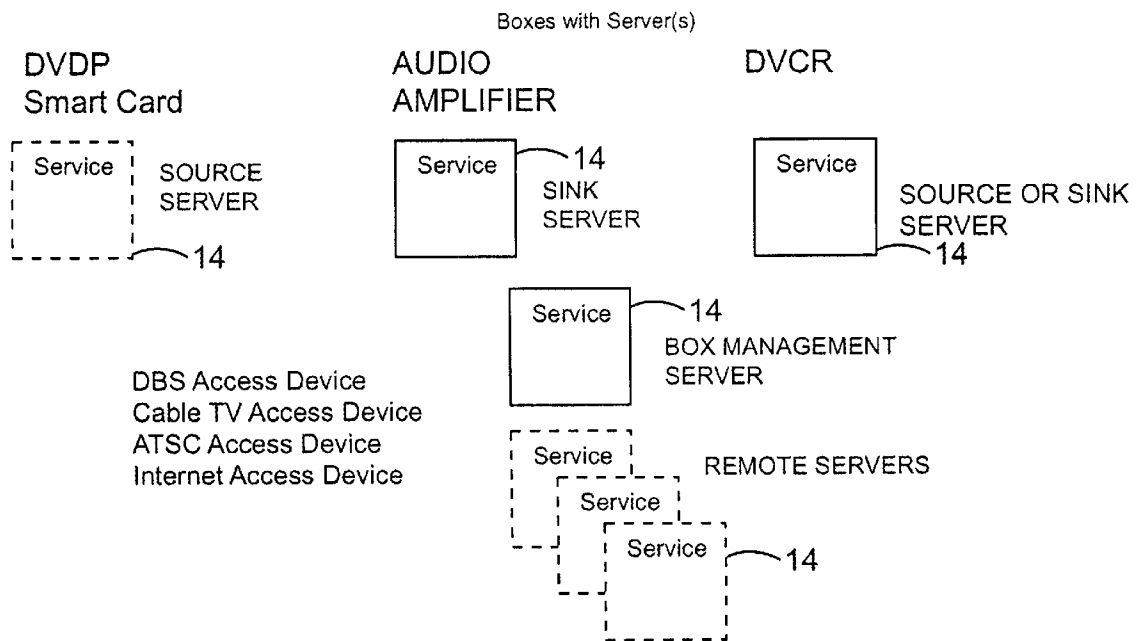 Boxes with Server(s)
DVDP
Smart Card
AUDIO
AMPLIFIER
DVCR
Service
SOURCE
SERVER
14
Service
14
SINK
SERVER
Service
SOURCE OR SINK
SERVER
14
Service
14
BOX MANAGEMENT
SERVER
DBS Access Device
Cable TV Access Device
ATSC Access Device
Internet Access Device
Service
REMOTE SERVERS
Service
Service
14